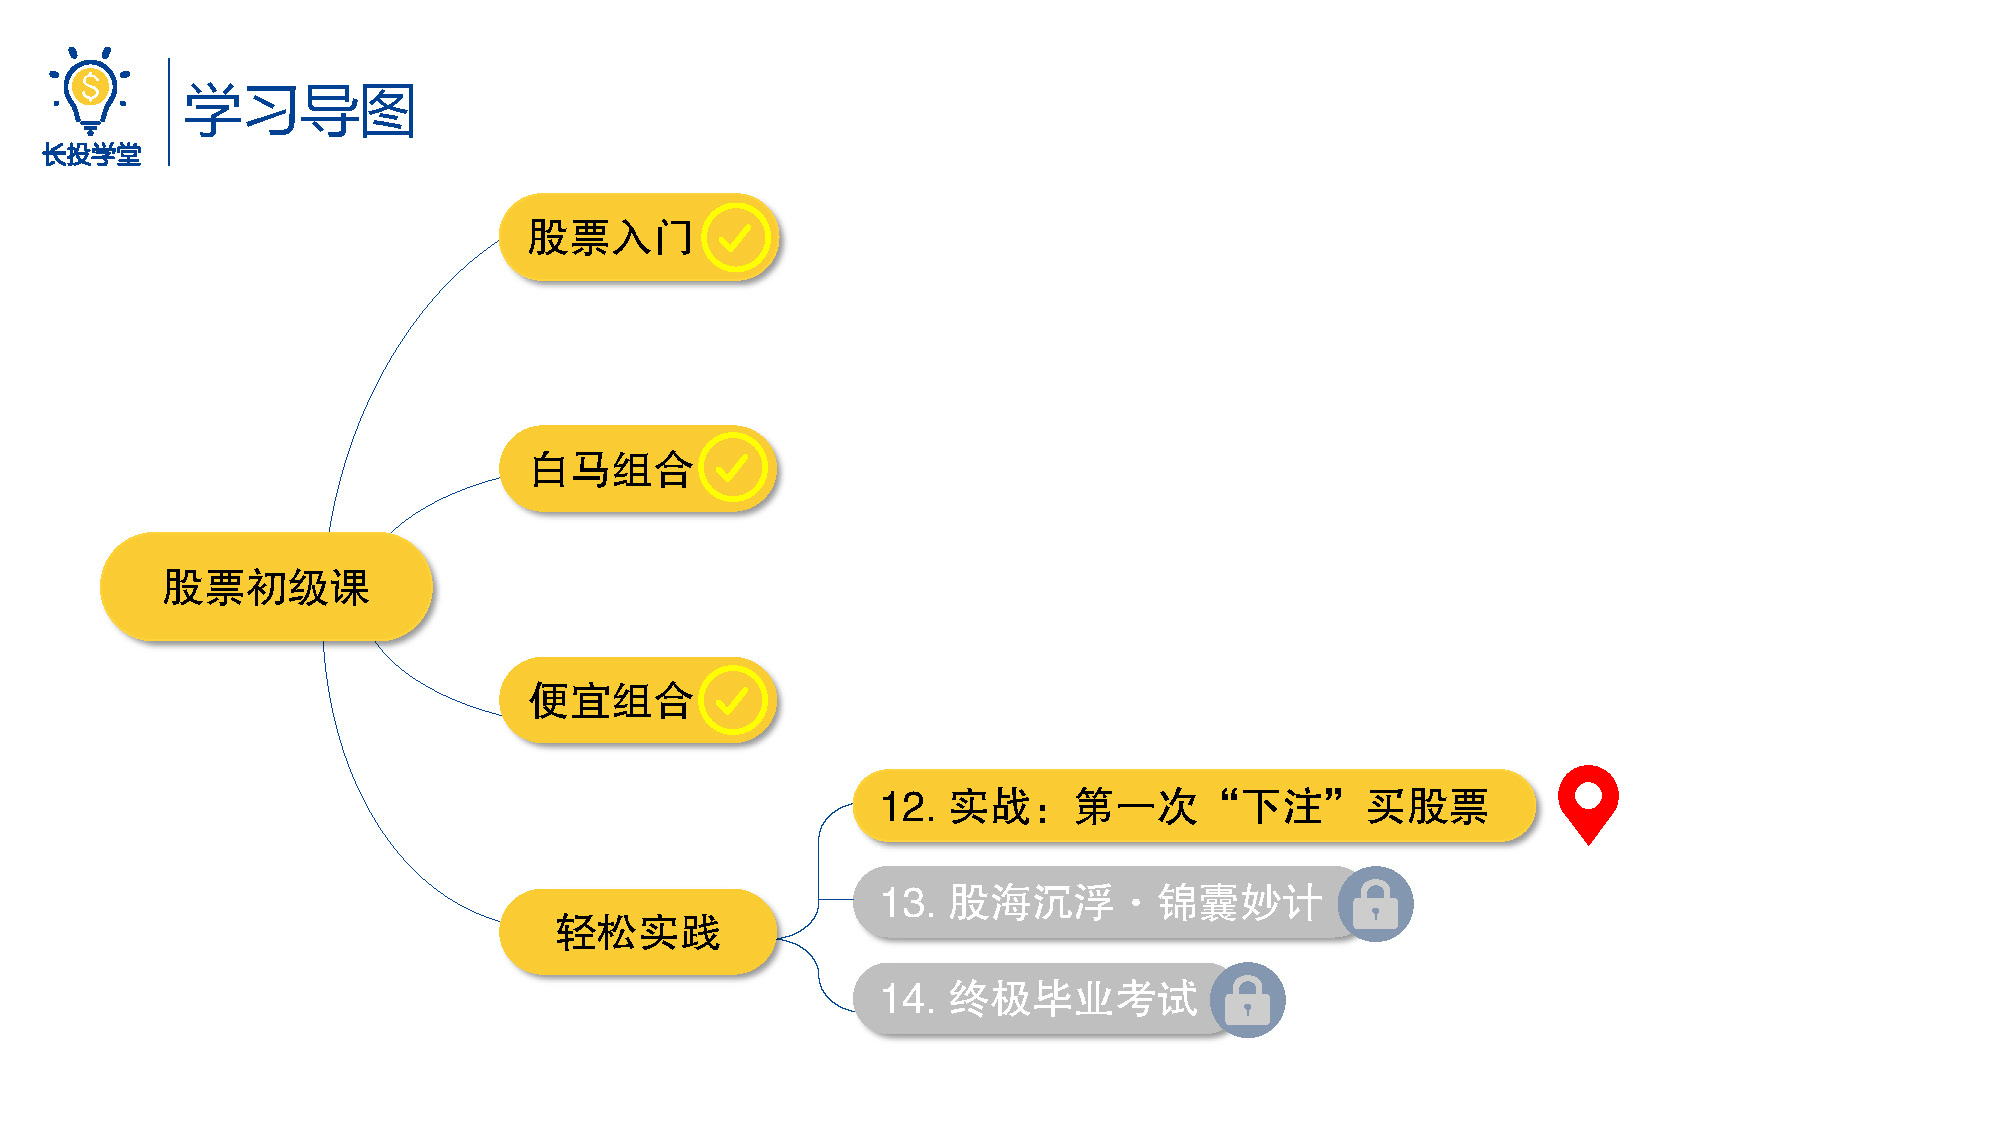 长投学堂
学习导图
股票入门
白马组合
股票初级课
便宜组合
轻松实践
12. 实战：第一次“下注”买股票
13. 股海沉浮·锦囊妙计
14. 终极毕业考试